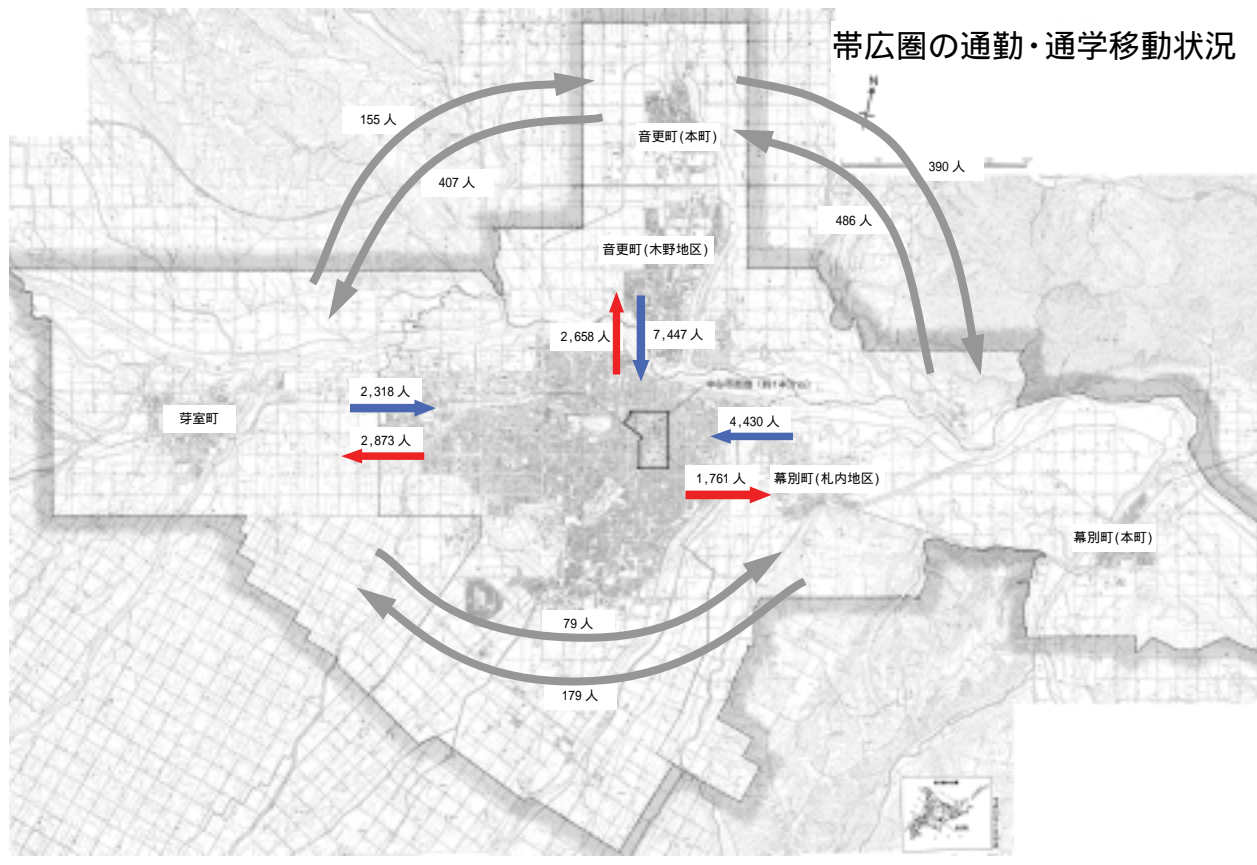 帯広圏の通勤・通学移動状況
N
155 人
音更町(本町)
390 人
407 人
486 人
音更町(木野地区)
2,658 人
7,447 人
2,318 人
芽室町
4,430 人
2,873 人
1,761 人
幕別町(札内地区)
幕別町(本町)
79 人
179 人